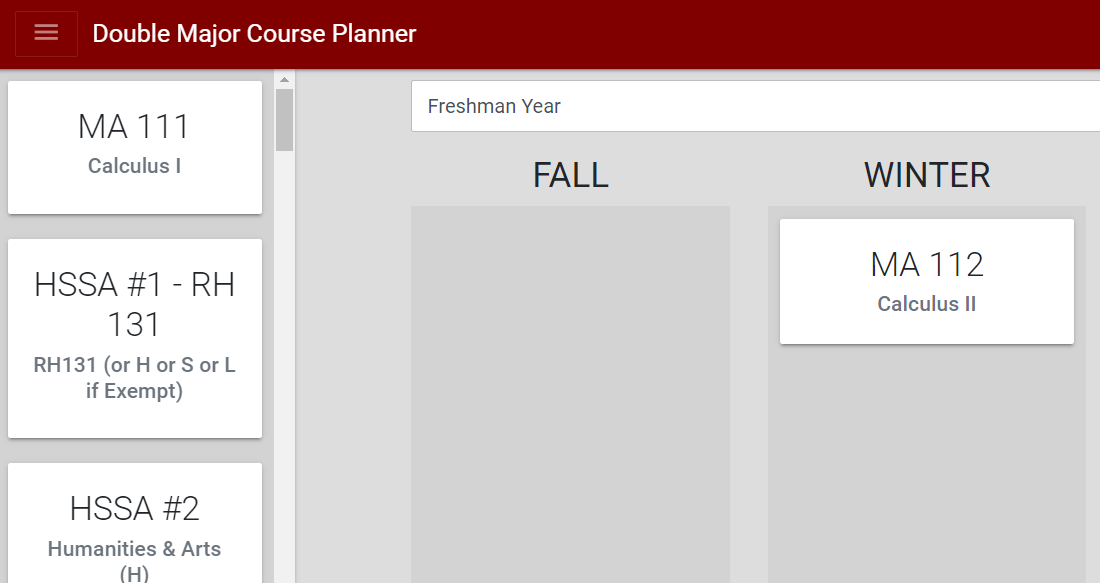 Double Major Course Planner
MA 111
Calculus I
HSSA #1 - RH
131
RH131 (or H or S or L
if Exempt)
HSSA #2
Humanities & Arts
(H)
Freshman Year
FALL
WINTER
MA 112
Calculus II